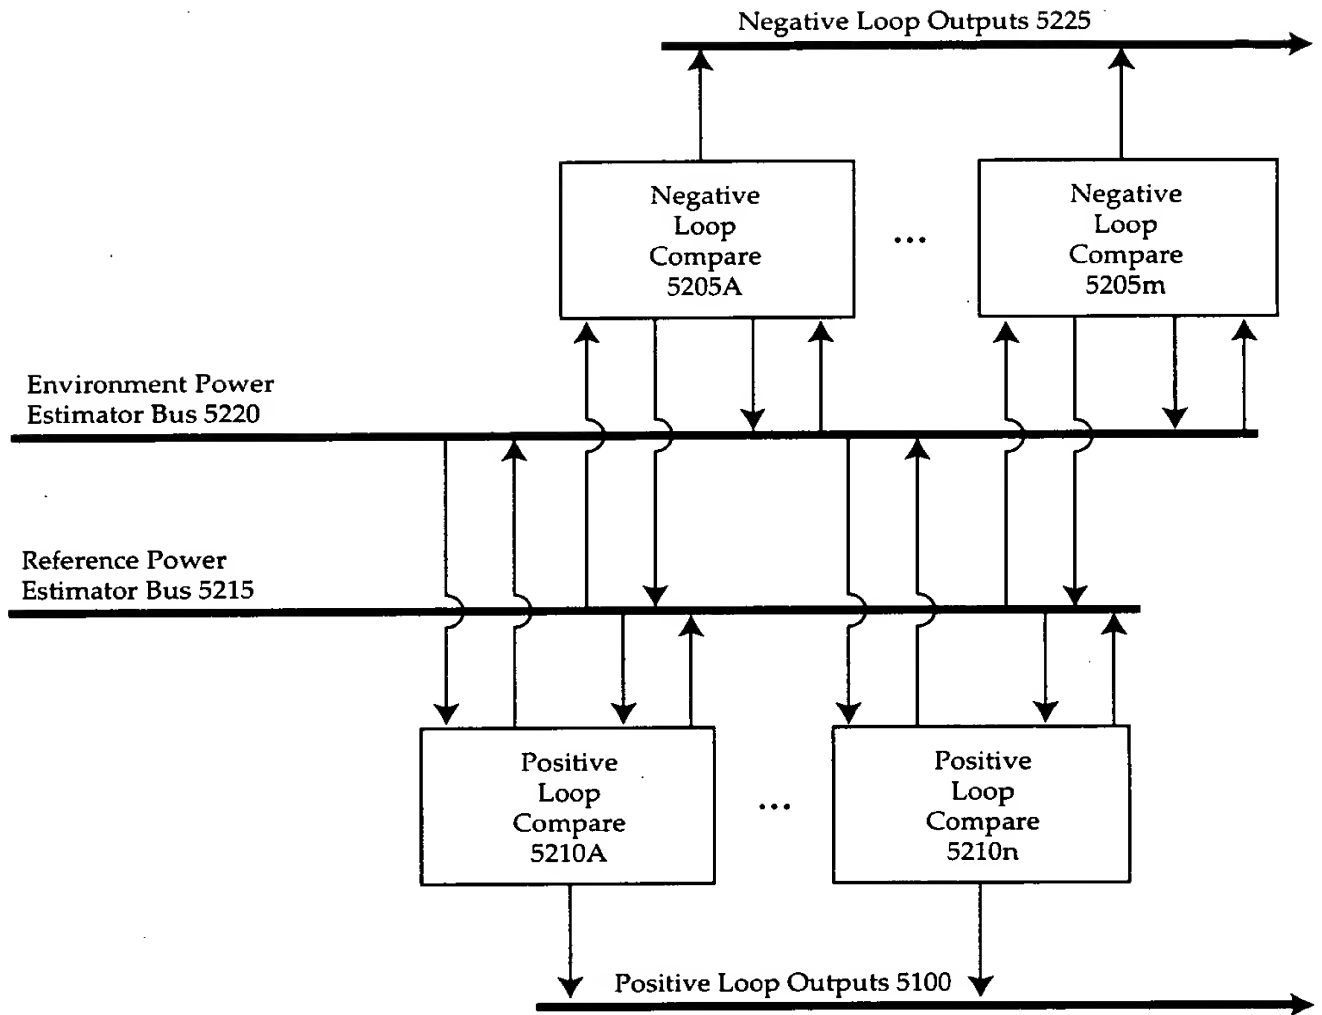 Negative Loop Outputs 5225
Negative
Loop
Compare
5205A
...
Negative
Loop
Compare
5205m
Environment Power
Estimator Bus 5220
Reference Power
Estimator Bus 5215
Positive
Loop
Compare
5210A
...
Positive
Loop
Compare
5210n
Positive Loop Outputs 5100